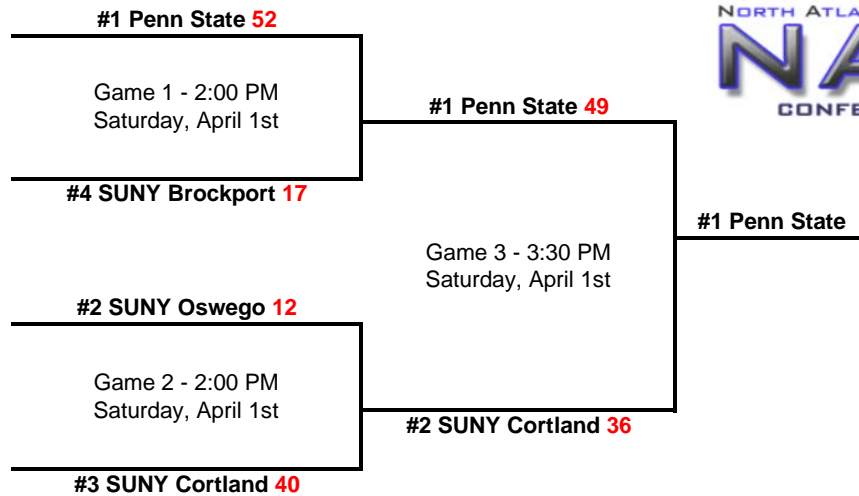 #1 Penn State 52
NORTH
Game 1 - 2:00 PM
Saturday, April 1st
#1 Penn State 49
#4 SUNY Brockport 17
#1 Penn State
Game 3 - 3:30 PM
Saturday, April 1st
#2 SUNY Oswego 12
Game 2 - 2:00 PM
Saturday, April 1st
#2 SUNY Cortland 36
#3 SUNY Cortland 40